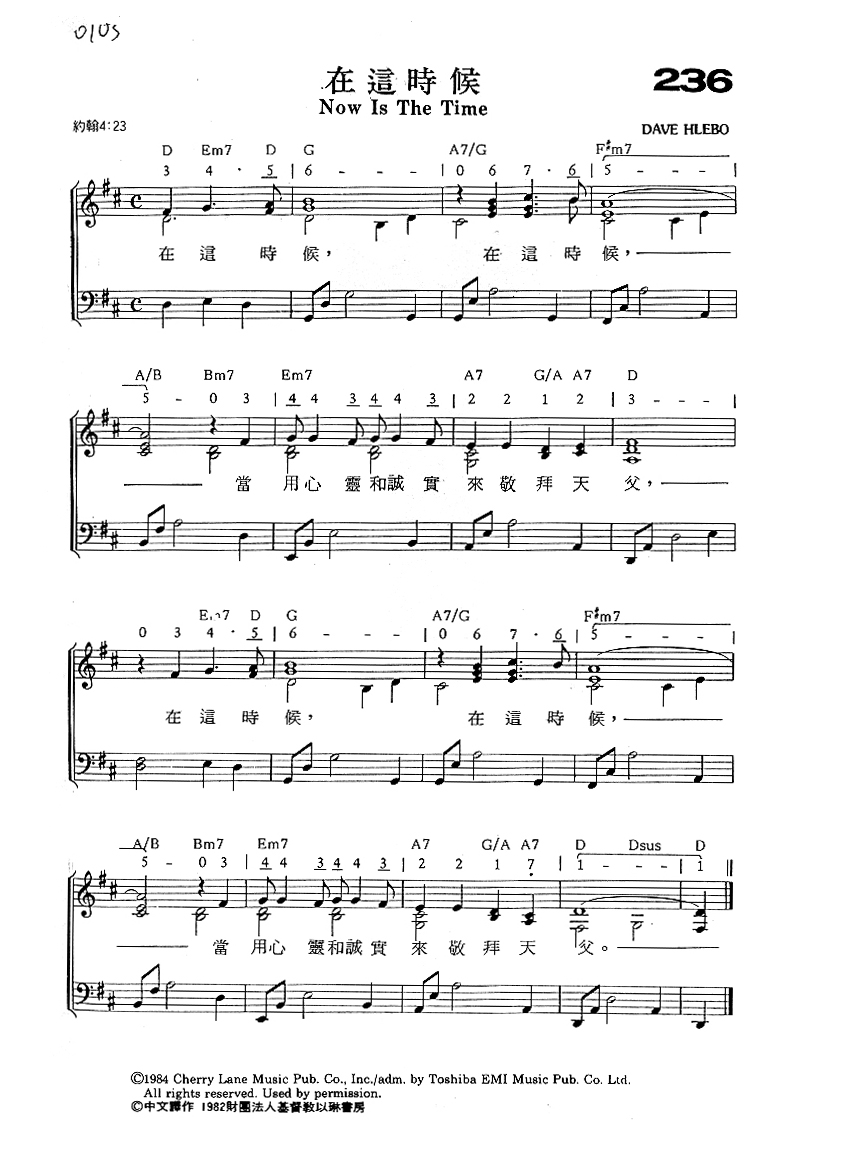 0105
在這時候 236
Now Is The Time
約翰4:23 DAVE HLEBO
D Em7 D G A7/G F#m7
3 4 · 5 | 6 - - - | 0 6 7 · 6 | 5 - - - |
在 這 時 候， 在 這 時 候，
A/B Bm7 Em7 A7 G/A A7 D
5 - 0 3 | 4 4 3 4 4 3 | 2 2 1 2 | 3 - - - |
當 用心 靈和誠 實 來 敬 拜 天 父，
Em7 D G A7/G F#m7
0 3 4 · 5 | 6 - - - | 0 6 7 · 6 | 5 - - - |
在 這 時 候， 在 這 時 候，
A/B Bm7 Em7 A7 G/A A7 D Dsus D
5 - 0 3 | 4 4 3 4 4 3 | 2 2 1 7 | 1 - - - | 1 ||
當 用心 靈和誠 實 來 敬 拜 天 父。
©1984 Cherry Lane Music Pub. Co., Inc./adm. by Toshiba EMI Music Pub. Co. Ltd.
All rights reserved. Used by permission.
©中文譯作 1982財團法人基督教以琳書房